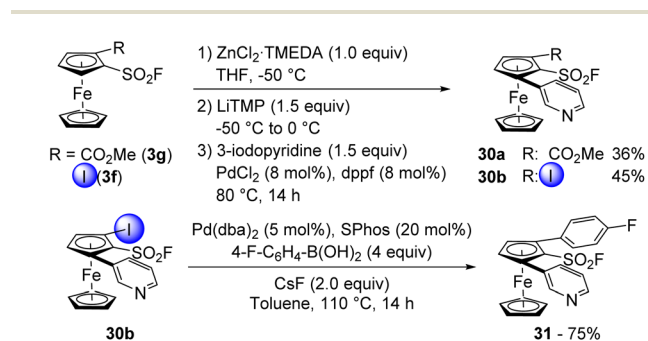 R
SO2F
Fe
R = CO2Me (3g)
I (3f)
1) ZnCl2·TMEDA (1.0 equiv)
THF, -50 °C
2) LiTMP (1.5 equiv)
-50 °C to 0 °C
3) 3-iodopyridine (1.5 equiv)
PdCl2 (8 mol%), dppf (8 mol%)
80 °C, 14 h
R
SO2F
Fe
N
30a R: CO2Me 36%
30b R: I 45%
I
SO2F
Fe
N
30b
Pd(dba)2 (5 mol%), SPhos (20 mol%)
4-F-C6H4-B(OH)2 (4 equiv)
CsF (2.0 equiv)
Toluene, 110 °C, 14 h
F
SO2F
Fe
N
31 - 75%